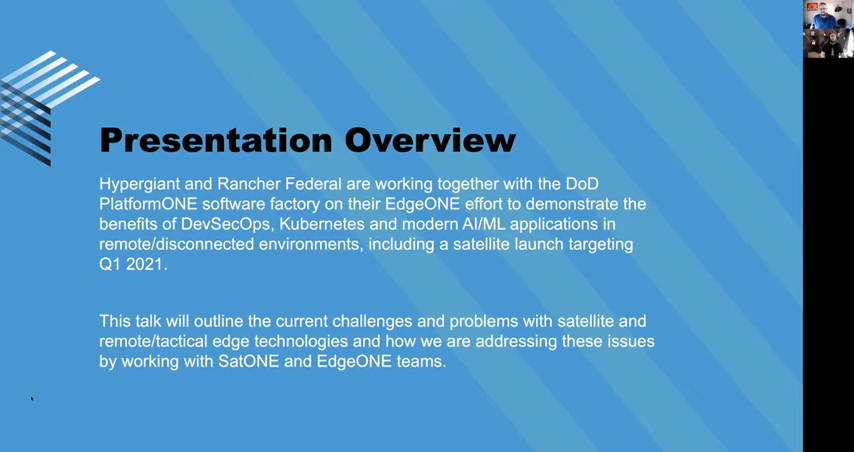 Presentation Overview
Hypergiant and Rancher Federal are working together with the DoD
PlatformONE software factory on their EdgeONE effort to demonstrate the
benefits of DevSecOps, Kubernetes and modern AI/ML applications in
remote/disconnected environments, including a satellite launch targeting
Q1 2021.
This talk will outline the current challenges and problems with satellite and
remote/tactical edge technologies and how we are addressing these issues
by working with SatONE and EdgeONE teams.